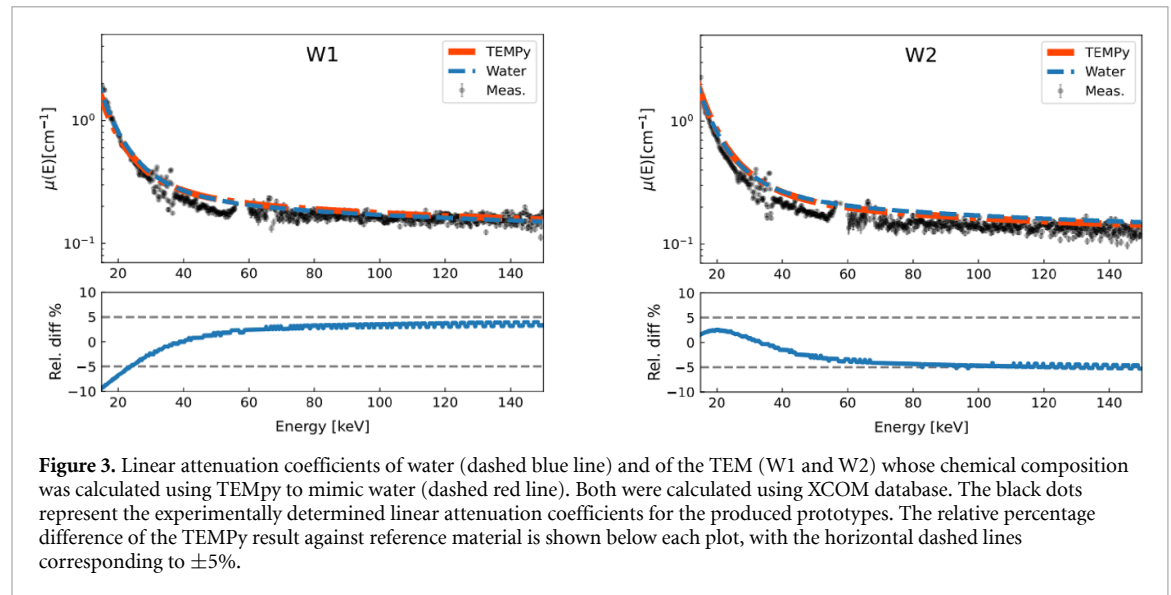 W1
TEMPy
Water
Meas.
μ(E)[cm⁻¹]
10⁰
10⁻¹
20 40 60 80 100 120 140
Rel. diff %
10
5
0
−5
−10
20 40 60 80 100 120 140
Energy [keV]
W2
TEMPy
Water
Meas.
μ(E)[cm⁻¹]
10⁰
10⁻¹
20 40 60 80 100 120 140
Rel. diff %
10
5
0
−5
−10
20 40 60 80 100 120 140
Energy [keV]
Figure 3. Linear attenuation coefficients of water (dashed blue line) and of the TEM (W1 and W2) whose chemical composition
was calculated using TEMpy to mimic water (dashed red line). Both were calculated using XCOM database. The black dots
represent the experimentally determined linear attenuation coefficients for the produced prototypes. The relative percentage
difference of the TEMPy result against reference material is shown below each plot, with the horizontal dashed lines
corresponding to ±5%.